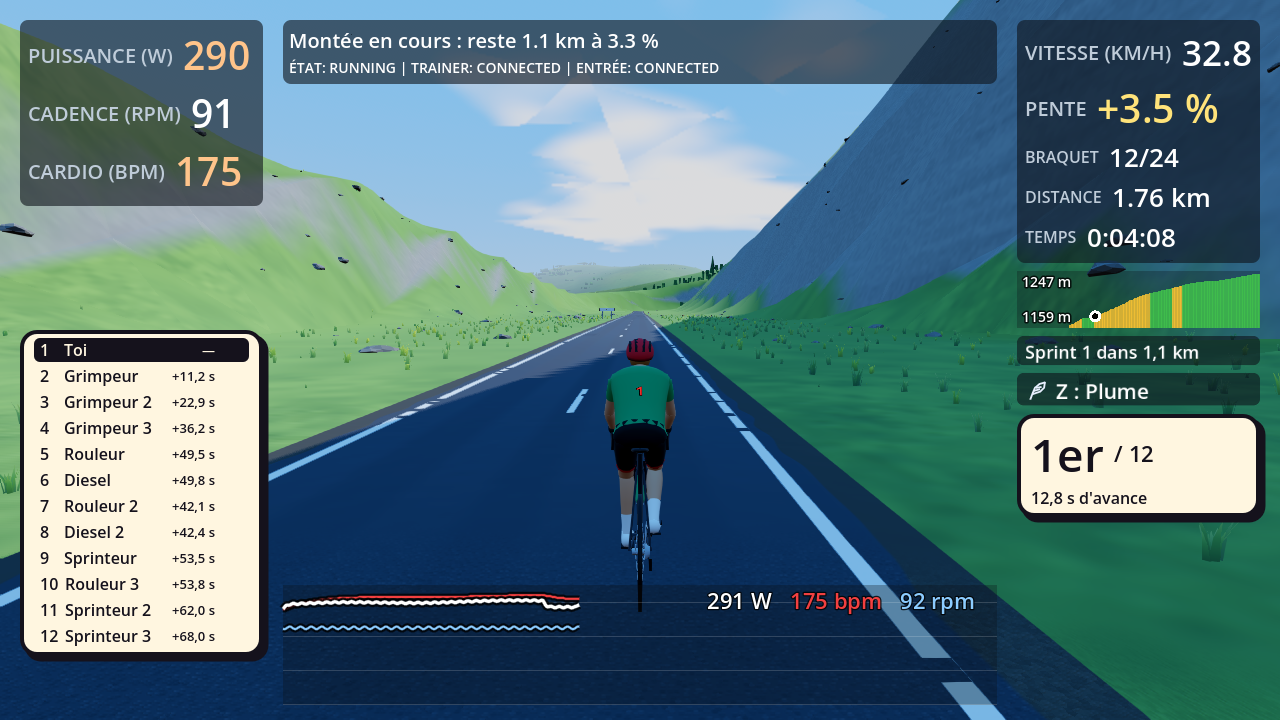 PUISSANCE (W) 290
CADENCE (RPM) 91
CARDIO (BPM) 175
Montée en cours : reste 1.1 km à 3.3 %
ÉTAT: RUNNING | TRAINER: CONNECTED | ENTRÉE: CONNECTED
VITESSE (KM/H) 32.8
PENTE +3.5 %
BRAQUET 12/24
DISTANCE 1.76 km
TEMPS 0:04:08
1247 m
1159 m
Sprint 1 dans 1,1 km
Z : Plume
1er / 12
12,8 s d'avance
1 Toi —
2 Grimpeur +11,2 s
3 Grimpeur 2 +22,9 s
4 Grimpeur 3 +36,2 s
5 Rouleur +49,5 s
6 Diesel +49,8 s
7 Rouleur 2 +42,1 s
8 Diesel 2 +42,4 s
9 Sprinteur +53,5 s
10 Rouleur 3 +53,8 s
11 Sprinteur 2 +62,0 s
12 Sprinteur 3 +68,0 s
1
291 W 175 bpm 92 rpm